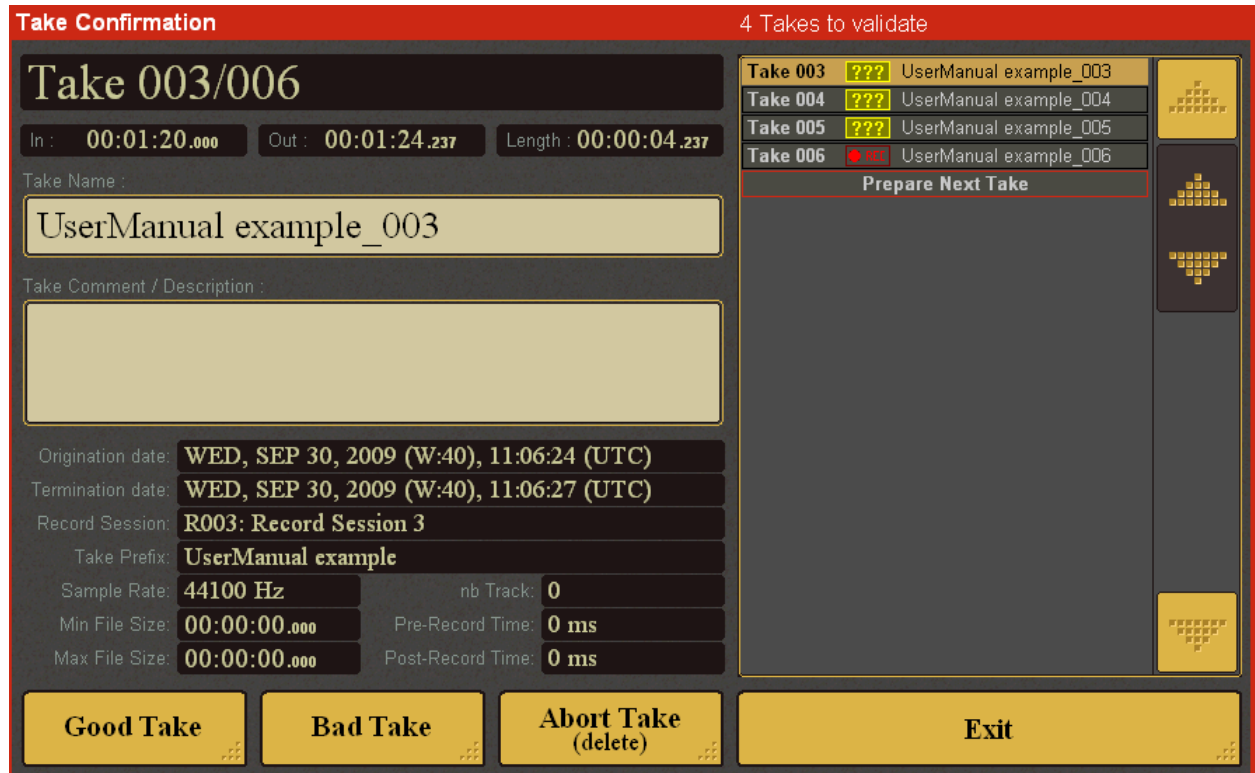 Take Confirmation
4 Takes to validate
Take 003/006
In : 00:01:20.000 Out : 00:01:24.237 Length : 00:00:04.237
Take Name :
UserManual example_003
Take Comment / Description :
Origination date: WED, SEP 30, 2009 (W:40), 11:06:24 (UTC)
Termination date: WED, SEP 30, 2009 (W:40), 11:06:27 (UTC)
Record Session: R003: Record Session 3
Take Prefix: UserManual example
Sample Rate: 44100 Hz nb Track: 0
Min File Size: 00:00:00.000 Pre-Record Time: 0 ms
Max File Size: 00:00:00.000 Post-Record Time: 0 ms
Good Take
Bad Take
Abort Take
(delete)
Take 003 ??? UserManual example_003
Take 004 ??? UserManual example_004
Take 005 ??? UserManual example_005
Take 006 REC UserManual example_006
Prepare Next Take
Exit